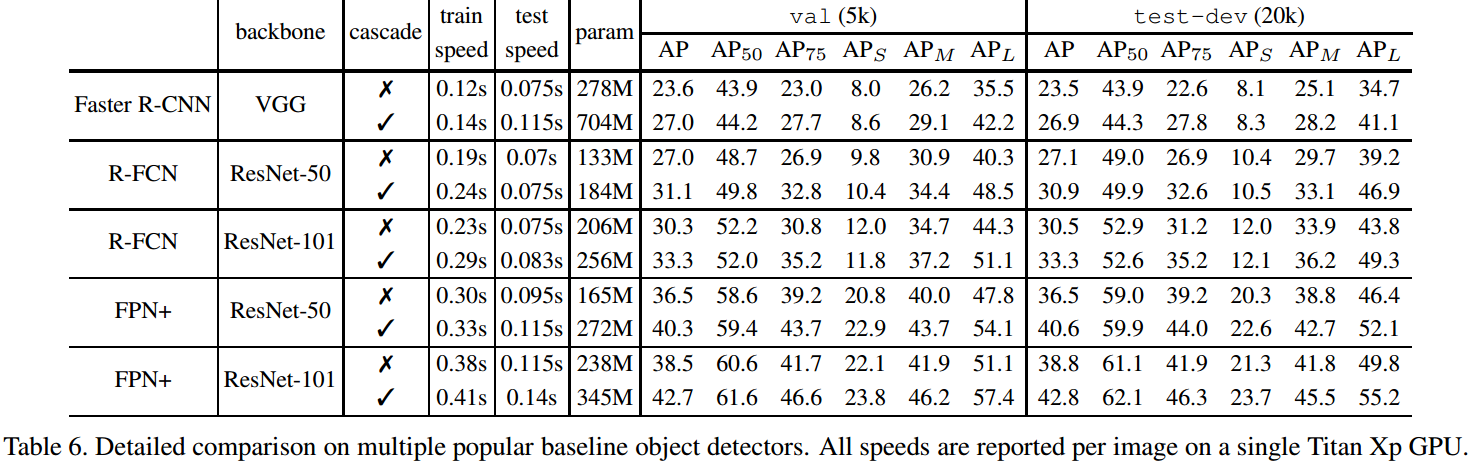 backbone cascade train speed test speed param val (5k) test-dev (20k)
AP AP50 AP75 APS APM APL AP AP50 AP75 APS APM APL
Faster R-CNN VGG ✗ 0.12s 0.075s 278M 23.6 43.9 23.0 8.0 26.2 35.5 23.5 43.9 22.6 8.1 25.1 34.7
✓ 0.14s 0.115s 704M 27.0 44.2 27.7 8.6 29.1 42.2 26.9 44.3 27.8 8.3 28.2 41.1
R-FCN ResNet-50 ✗ 0.19s 0.07s 133M 27.0 48.7 26.9 9.8 30.9 40.3 27.1 49.0 26.9 10.4 29.7 39.2
✓ 0.24s 0.075s 184M 31.1 49.8 32.8 10.4 34.4 48.5 30.9 49.9 32.6 10.5 33.1 46.9
R-FCN ResNet-101 ✗ 0.23s 0.075s 206M 30.3 52.2 30.8 12.0 34.7 44.3 30.5 52.9 31.2 12.0 33.9 43.8
✓ 0.29s 0.083s 256M 33.3 52.0 35.2 11.8 37.2 51.1 33.3 52.6 35.2 12.1 36.2 49.3
FPN+ ResNet-50 ✗ 0.30s 0.095s 165M 36.5 58.6 39.2 20.8 40.0 47.8 36.5 59.0 39.2 20.3 38.8 46.4
✓ 0.33s 0.115s 272M 40.3 59.4 43.7 22.9 43.7 54.1 40.6 59.9 44.0 22.6 42.7 52.1
FPN+ ResNet-101 ✗ 0.38s 0.115s 238M 38.5 60.6 41.7 22.1 41.9 51.1 38.8 61.1 41.9 21.3 41.8 49.8
✓ 0.41s 0.14s 345M 42.7 61.6 46.6 23.8 46.2 57.4 42.8 62.1 46.3 23.7 45.5 55.2
Table 6. Detailed comparison on multiple popular baseline object detectors. All speeds are reported per image on a single Titan Xp GPU.